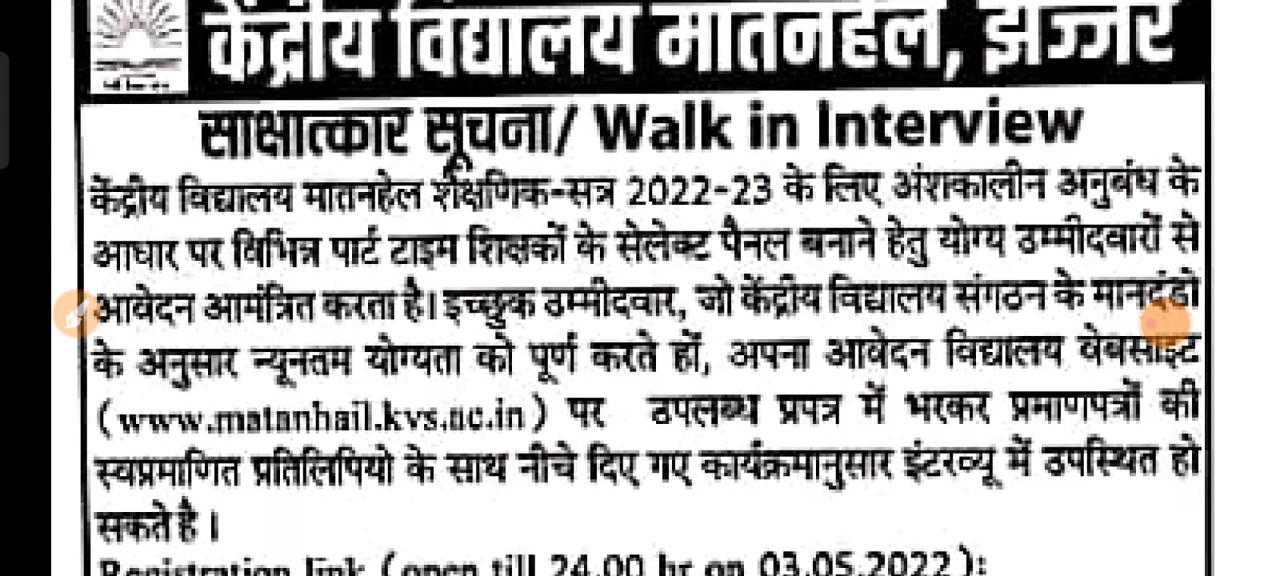 केंद्रीय विद्यालय मातनहेल, झज्जर
साक्षात्कार सूचना/ Walk in Interview
केंद्रीय विद्यालय मातनहेल शैक्षणिक-सत्र 2022-23 के लिए अंशकालीन अनुबंध के
आधार पर विभिन्न पार्ट टाइम शिक्षकों के सेलेक्ट पैनल बनाने हेतु योग्य उम्मीदवारों से
आवेदन आमंत्रित करता है। इच्छुक उम्मीदवार, जो केंद्रीय विद्यालय संगठन के मानदंडो
के अनुसार न्यूनतम योग्यता को पूर्ण करते हों, अपना आवेदन विद्यालय वेबसाइट
(www.matanhail.kvs.ac.in) पर उपलब्ध प्रपत्र में भरकर प्रमाणपत्रों की
स्वप्रमाणित प्रतिलिपियो के साथ नीचे दिए गए कार्यक्रमानुसार इंटरव्यू में उपस्थित हो
सकते है।
Registration link (open till 24.00 hr on 03.05.2022):